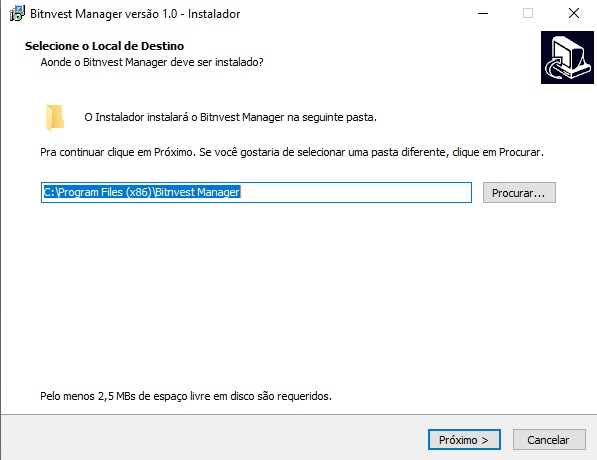 Bitnvest Manager versão 1.0 - Instalador
Selecione o Local de Destino
Aonde o Bitnvest Manager deve ser instalado?
O Instalador instalará o Bitnvest Manager na seguinte pasta.
Pra continuar clique em Próximo. Se você gostaria de selecionar uma pasta diferente, clique em Procurar.
C:\Program Files (x86)\Bitnvest Manager
Procurar...
Pelo menos 2,5 MBs de espaço livre em disco são requeridos.
Próximo >
Cancelar